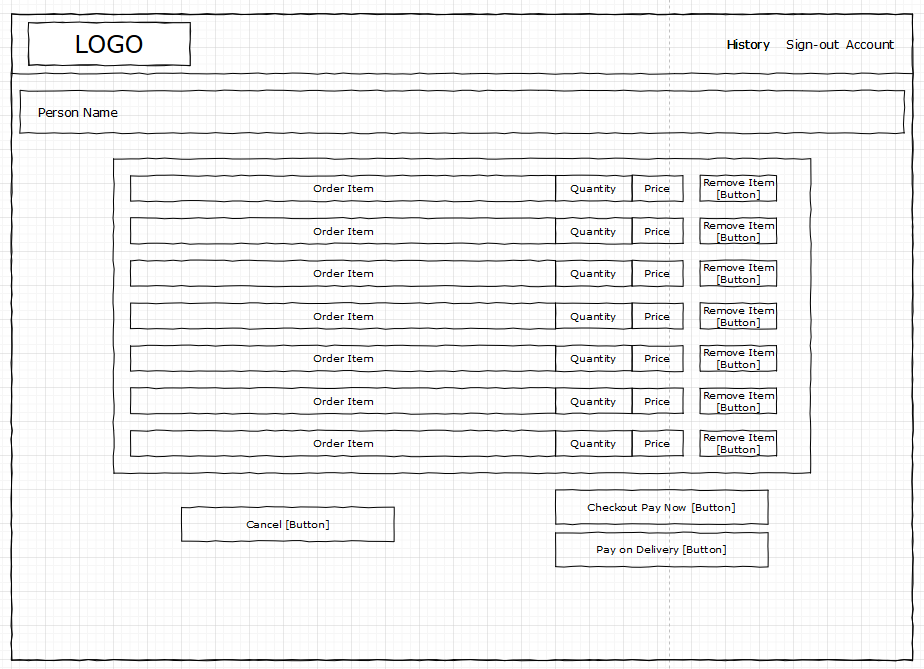 LOGO
History Sign-out Account
Person Name
Order Item Quantity Price Remove Item
[Button]
Order Item Quantity Price Remove Item
[Button]
Order Item Quantity Price Remove Item
[Button]
Order Item Quantity Price Remove Item
[Button]
Order Item Quantity Price Remove Item
[Button]
Order Item Quantity Price Remove Item
[Button]
Order Item Quantity Price Remove Item
[Button]
Checkout Pay Now [Button]
Cancel [Button]
Pay on Delivery [Button]